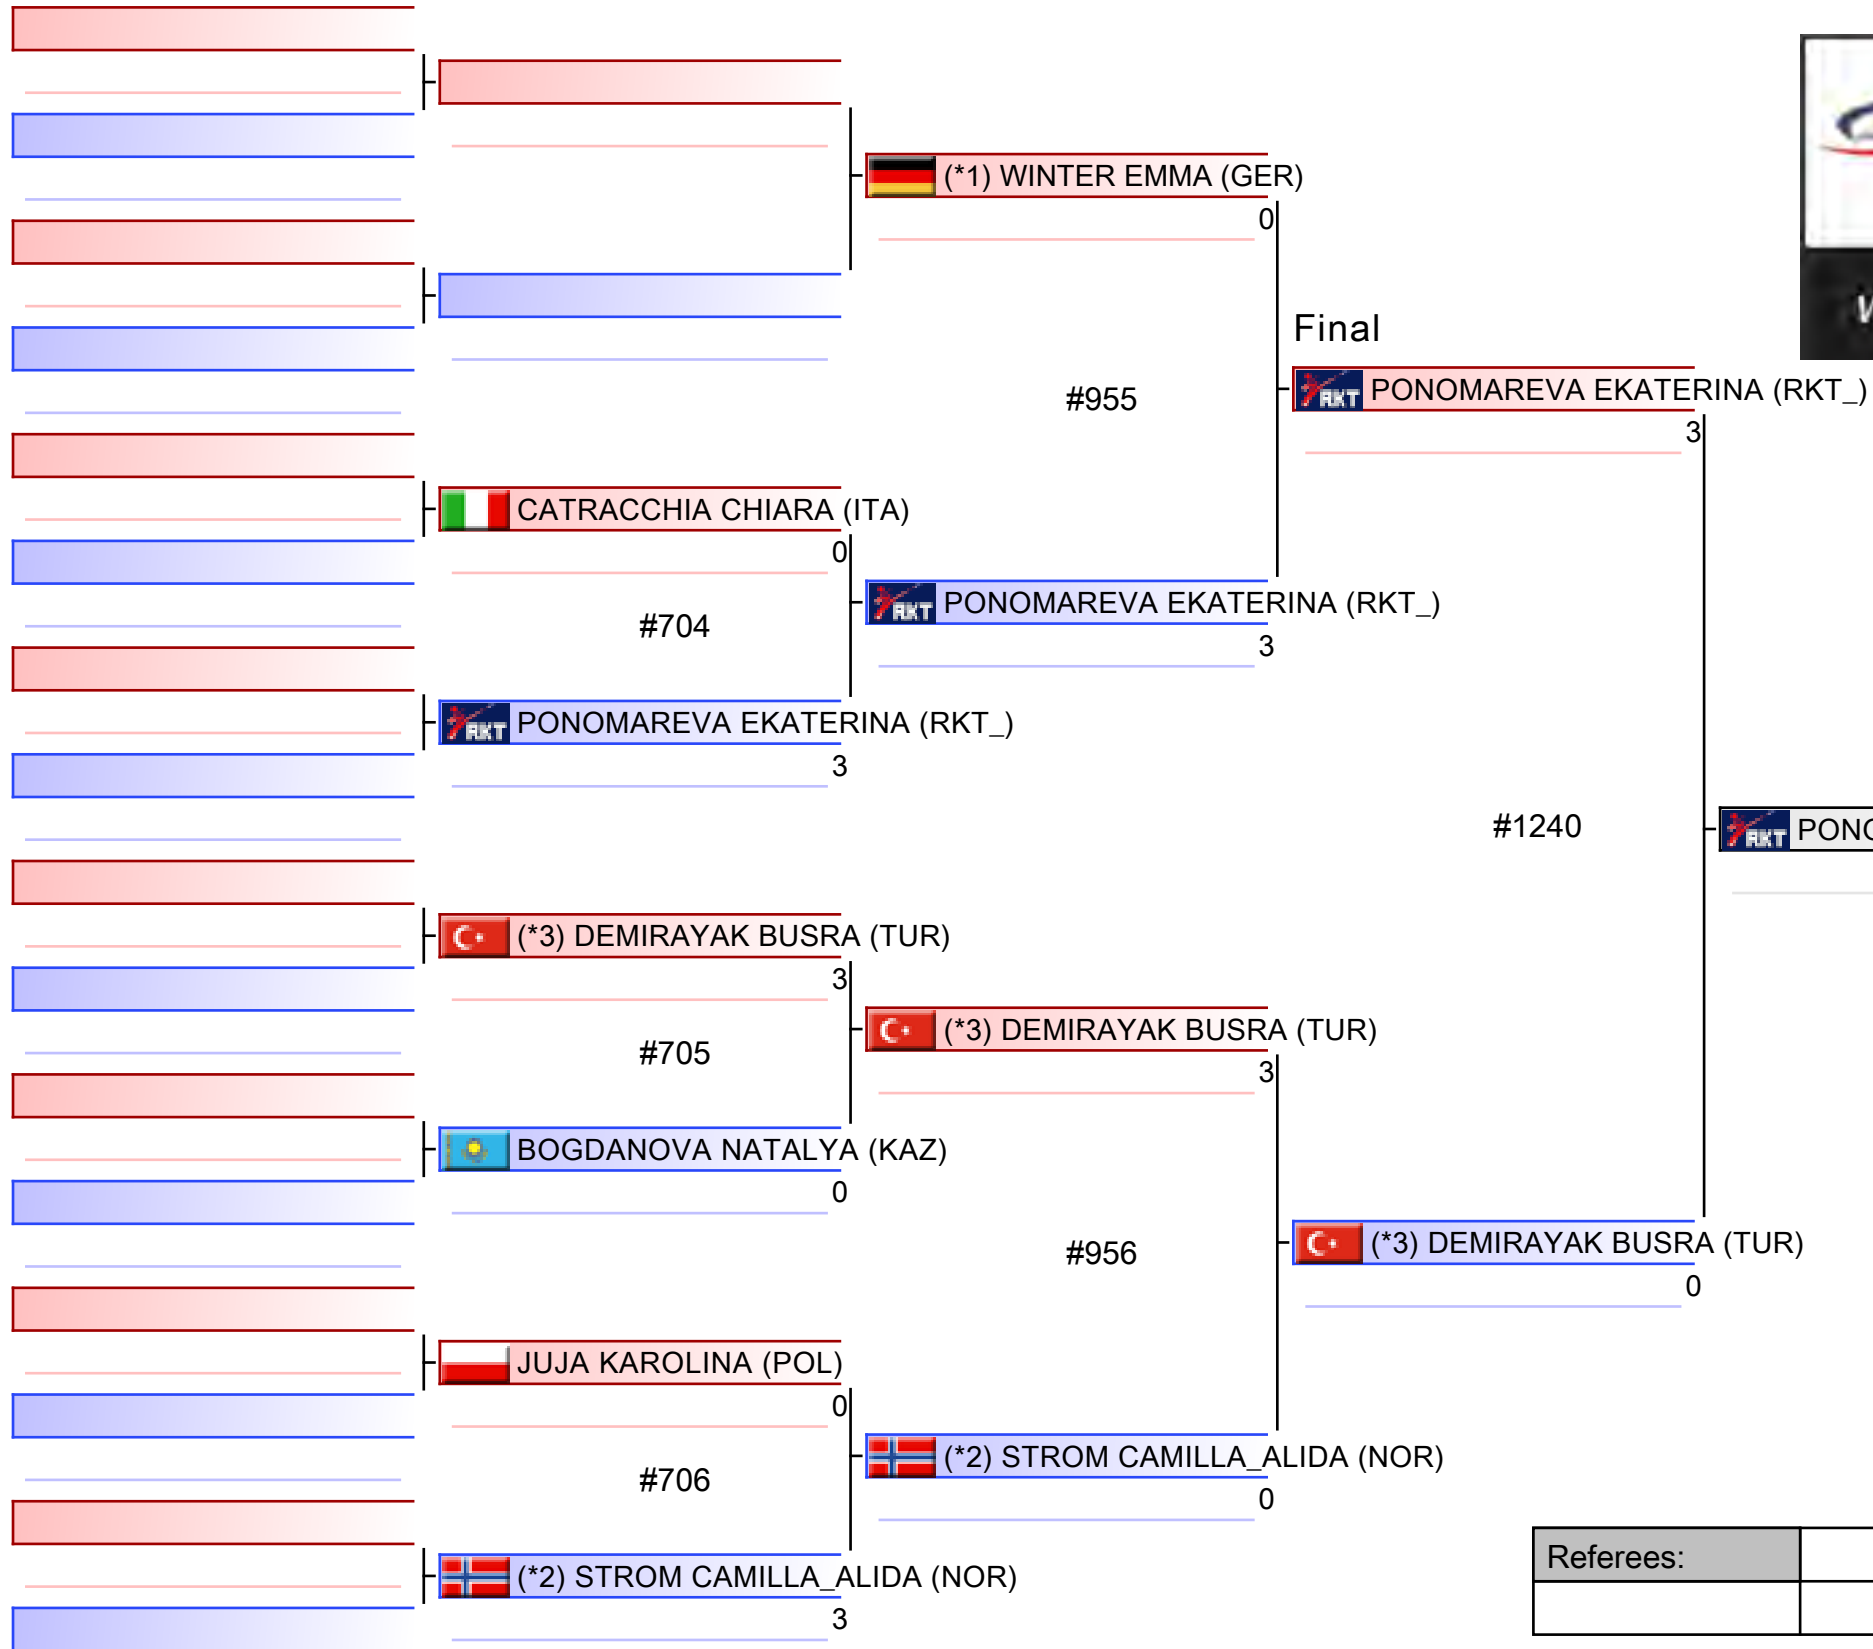 (*1) WINTER EMMA (GER)
0
Final
RKT PONOMAREVA EKATERINA (RKT_)
#955
3
CATRACCHIA CHIARA (ITA)
0
RKT PONOMAREVA EKATERINA (RKT_)
#704
3
RKT PONOMAREVA EKATERINA (RKT_)
3
#1240
(*3) DEMIRAYAK BUSRA (TUR)
3
(*3) DEMIRAYAK BUSRA (TUR)
#705
3
BOGDANOVA NATALYA (KAZ)
0
#956
(*3) DEMIRAYAK BUSRA (TUR)
0
JUJA KAROLINA (POL)
0
(*2) STROM CAMILLA_ALIDA (NOR)
#706
0
Referees:
(*2) STROM CAMILLA_ALIDA (NOR)
3